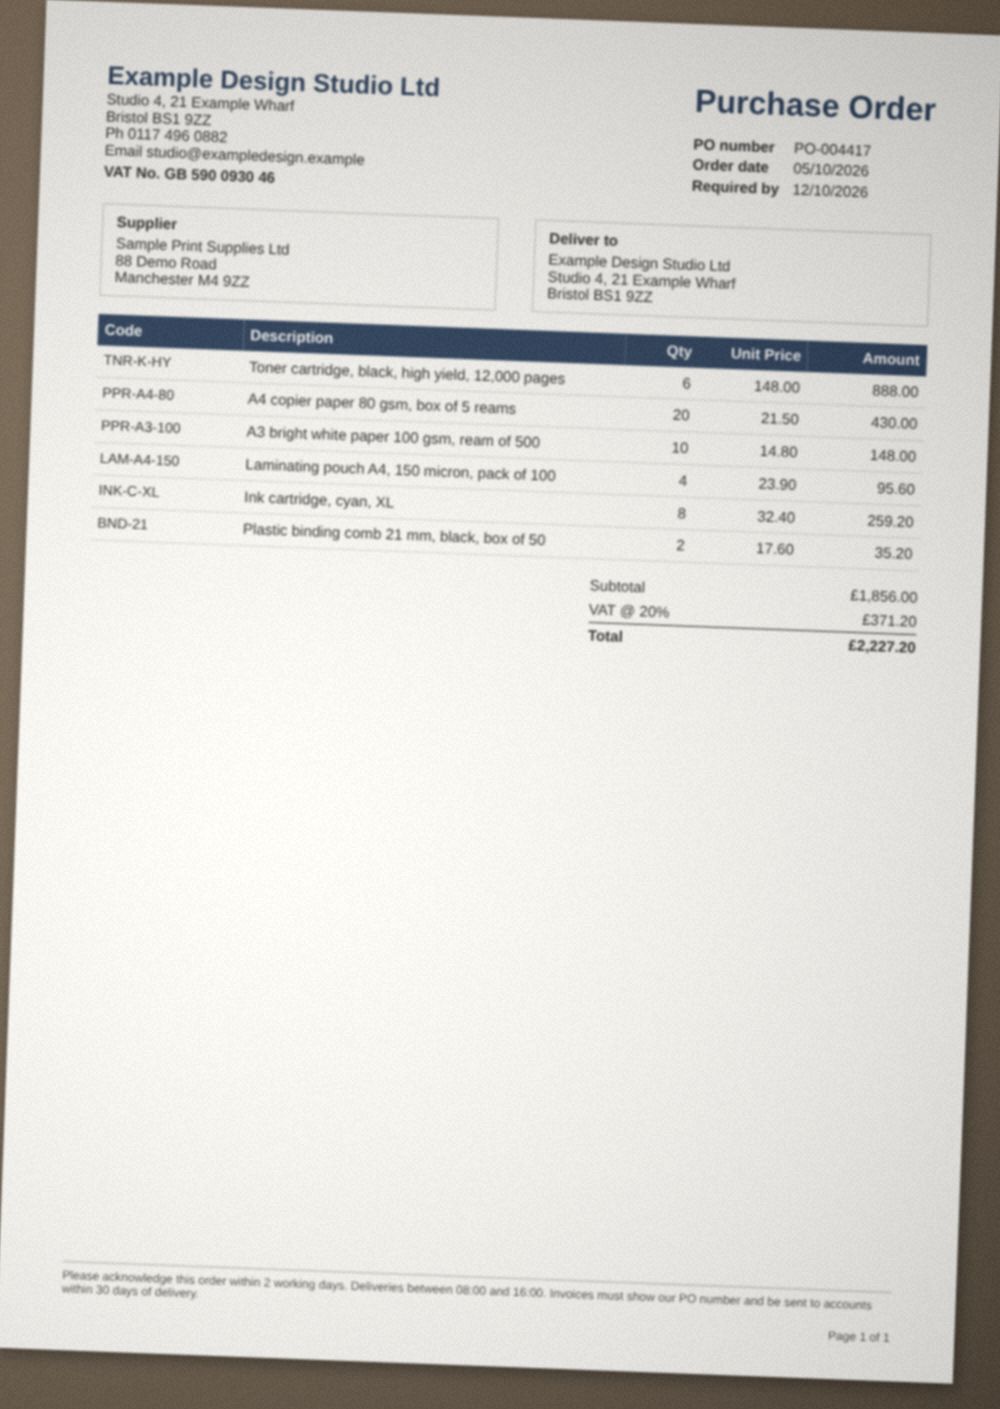 Example Design Studio Ltd
Studio 4, 21 Example Wharf
Bristol BS1 9ZZ
Ph 0117 496 0882
Email studio@exampledesign.example
VAT No. GB 590 0930 46
Purchase Order
PO number PO-004417
Order date 05/10/2026
Required by 12/10/2026
Supplier
Sample Print Supplies Ltd
88 Demo Road
Manchester M4 9ZZ
Deliver to
Example Design Studio Ltd
Studio 4, 21 Example Wharf
Bristol BS1 9ZZ
Code Description Qty Unit Price Amount
TNR-K-HY Toner cartridge, black, high yield, 12,000 pages 6 148.00 888.00
PPR-A4-80 A4 copier paper 80 gsm, box of 5 reams 20 21.50 430.00
PPR-A3-100 A3 bright white paper 100 gsm, ream of 500 10 14.80 148.00
LAM-A4-150 Laminating pouch A4, 150 micron, pack of 100 4 23.90 95.60
INK-C-XL Ink cartridge, cyan, XL 8 32.40 259.20
BND-21 Plastic binding comb 21 mm, black, box of 50 2 17.60 35.20
Subtotal £1,856.00
VAT @ 20% £371.20
Total £2,227.20
Please acknowledge this order within 2 working days. Deliveries between 08:00 and 16:00. Invoices must show our PO number and be sent to accounts
within 30 days of delivery.
Page 1 of 1